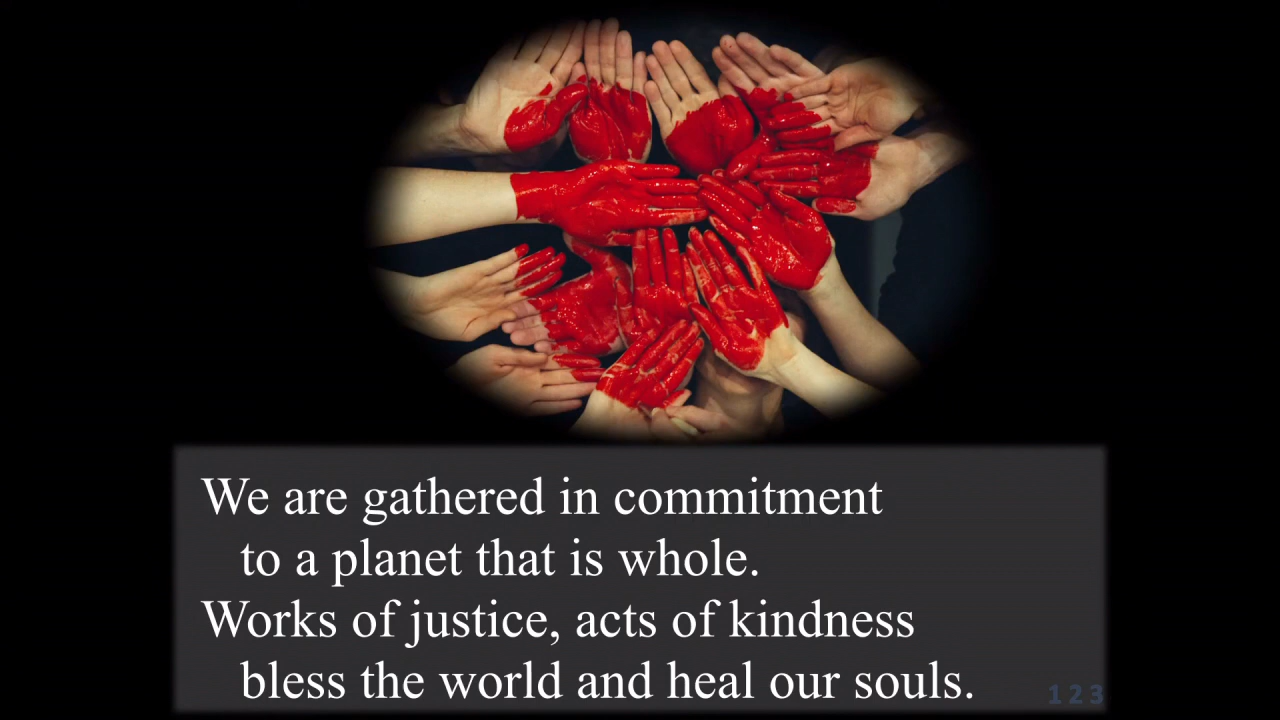 We are gathered in commitment
to a planet that is whole.
Works of justice, acts of kindness
bless the world and heal our souls.
1 2 3